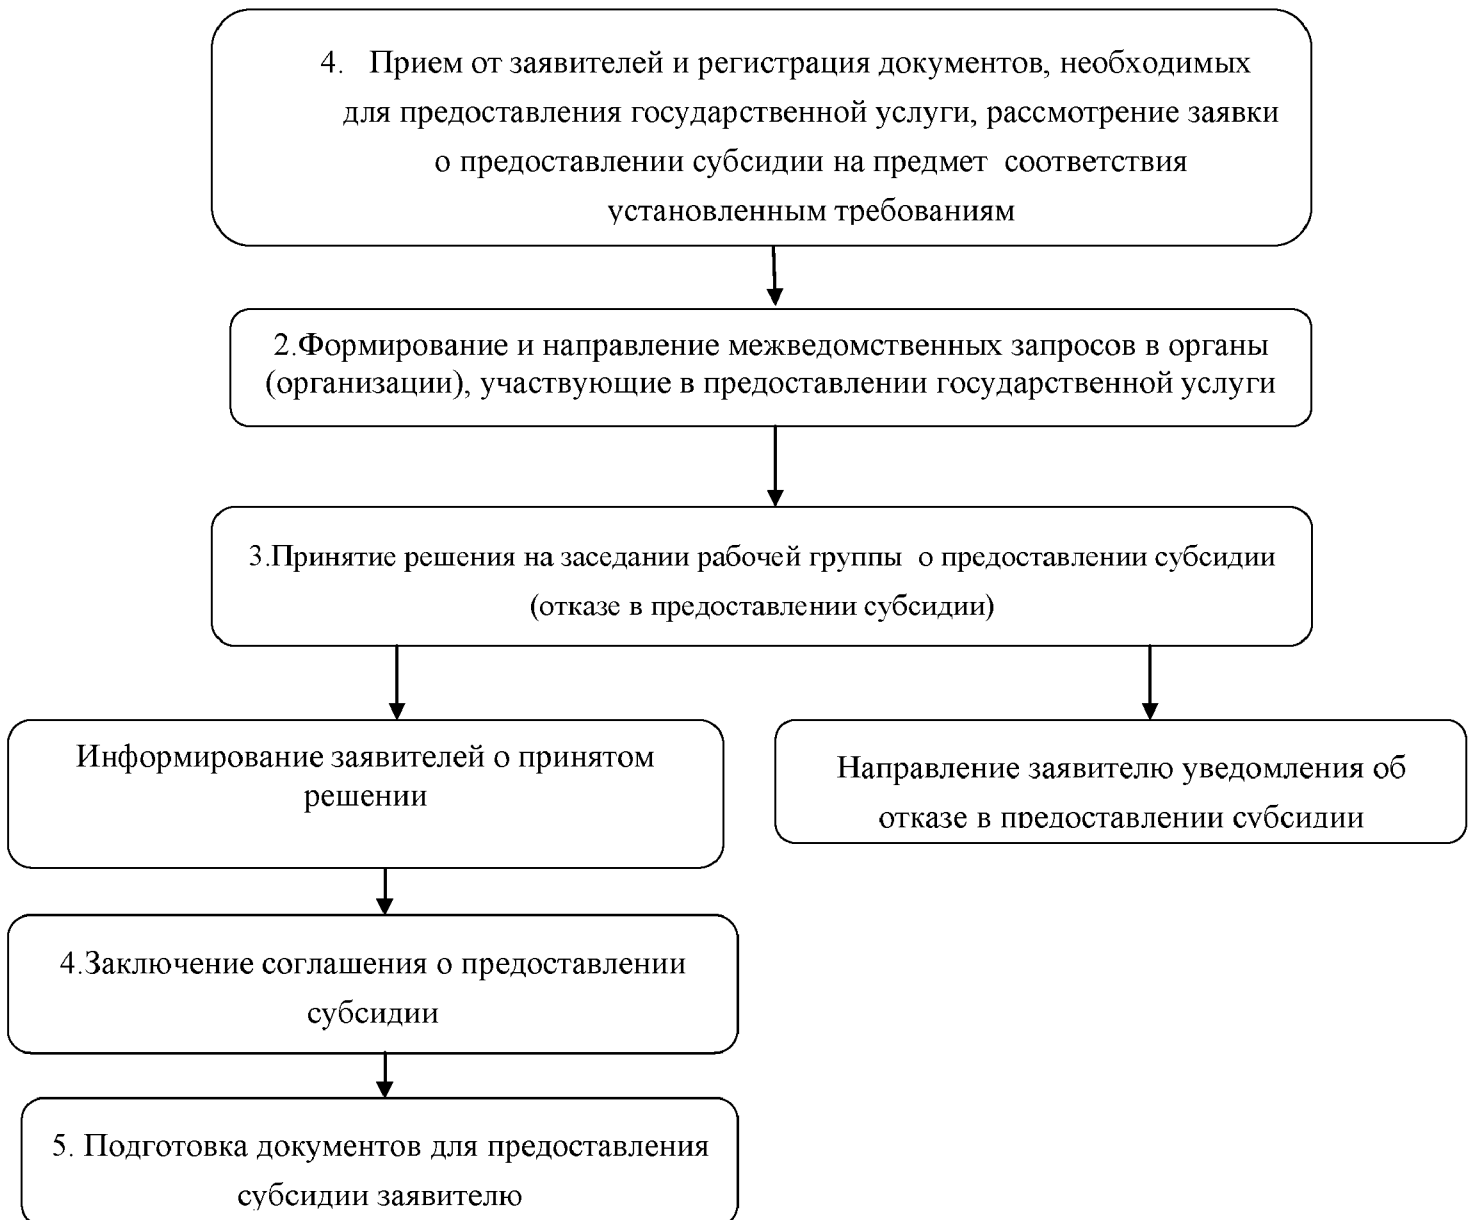 4. Прием от заявителей и регистрация документов, необходимых
для предоставления государственной услуги, рассмотрение заявки
о предоставлении субсидии на предмет соответствия
установленным требованиям
2.Формирование и направление межведомственных запросов в органы
(организации), участвующие в предоставлении государственной услуги
3.Принятие решения на заседании рабочей группы о предоставлении субсидии
(отказе в предоставлении субсидии)
Информирование заявителей о принятом
решении
Направление заявителю уведомления об
отказе в предоставлении субсидии
4.Заключение соглашения о предоставлении
субсидии
5. Подготовка документов для предоставления
субсидии заявителю